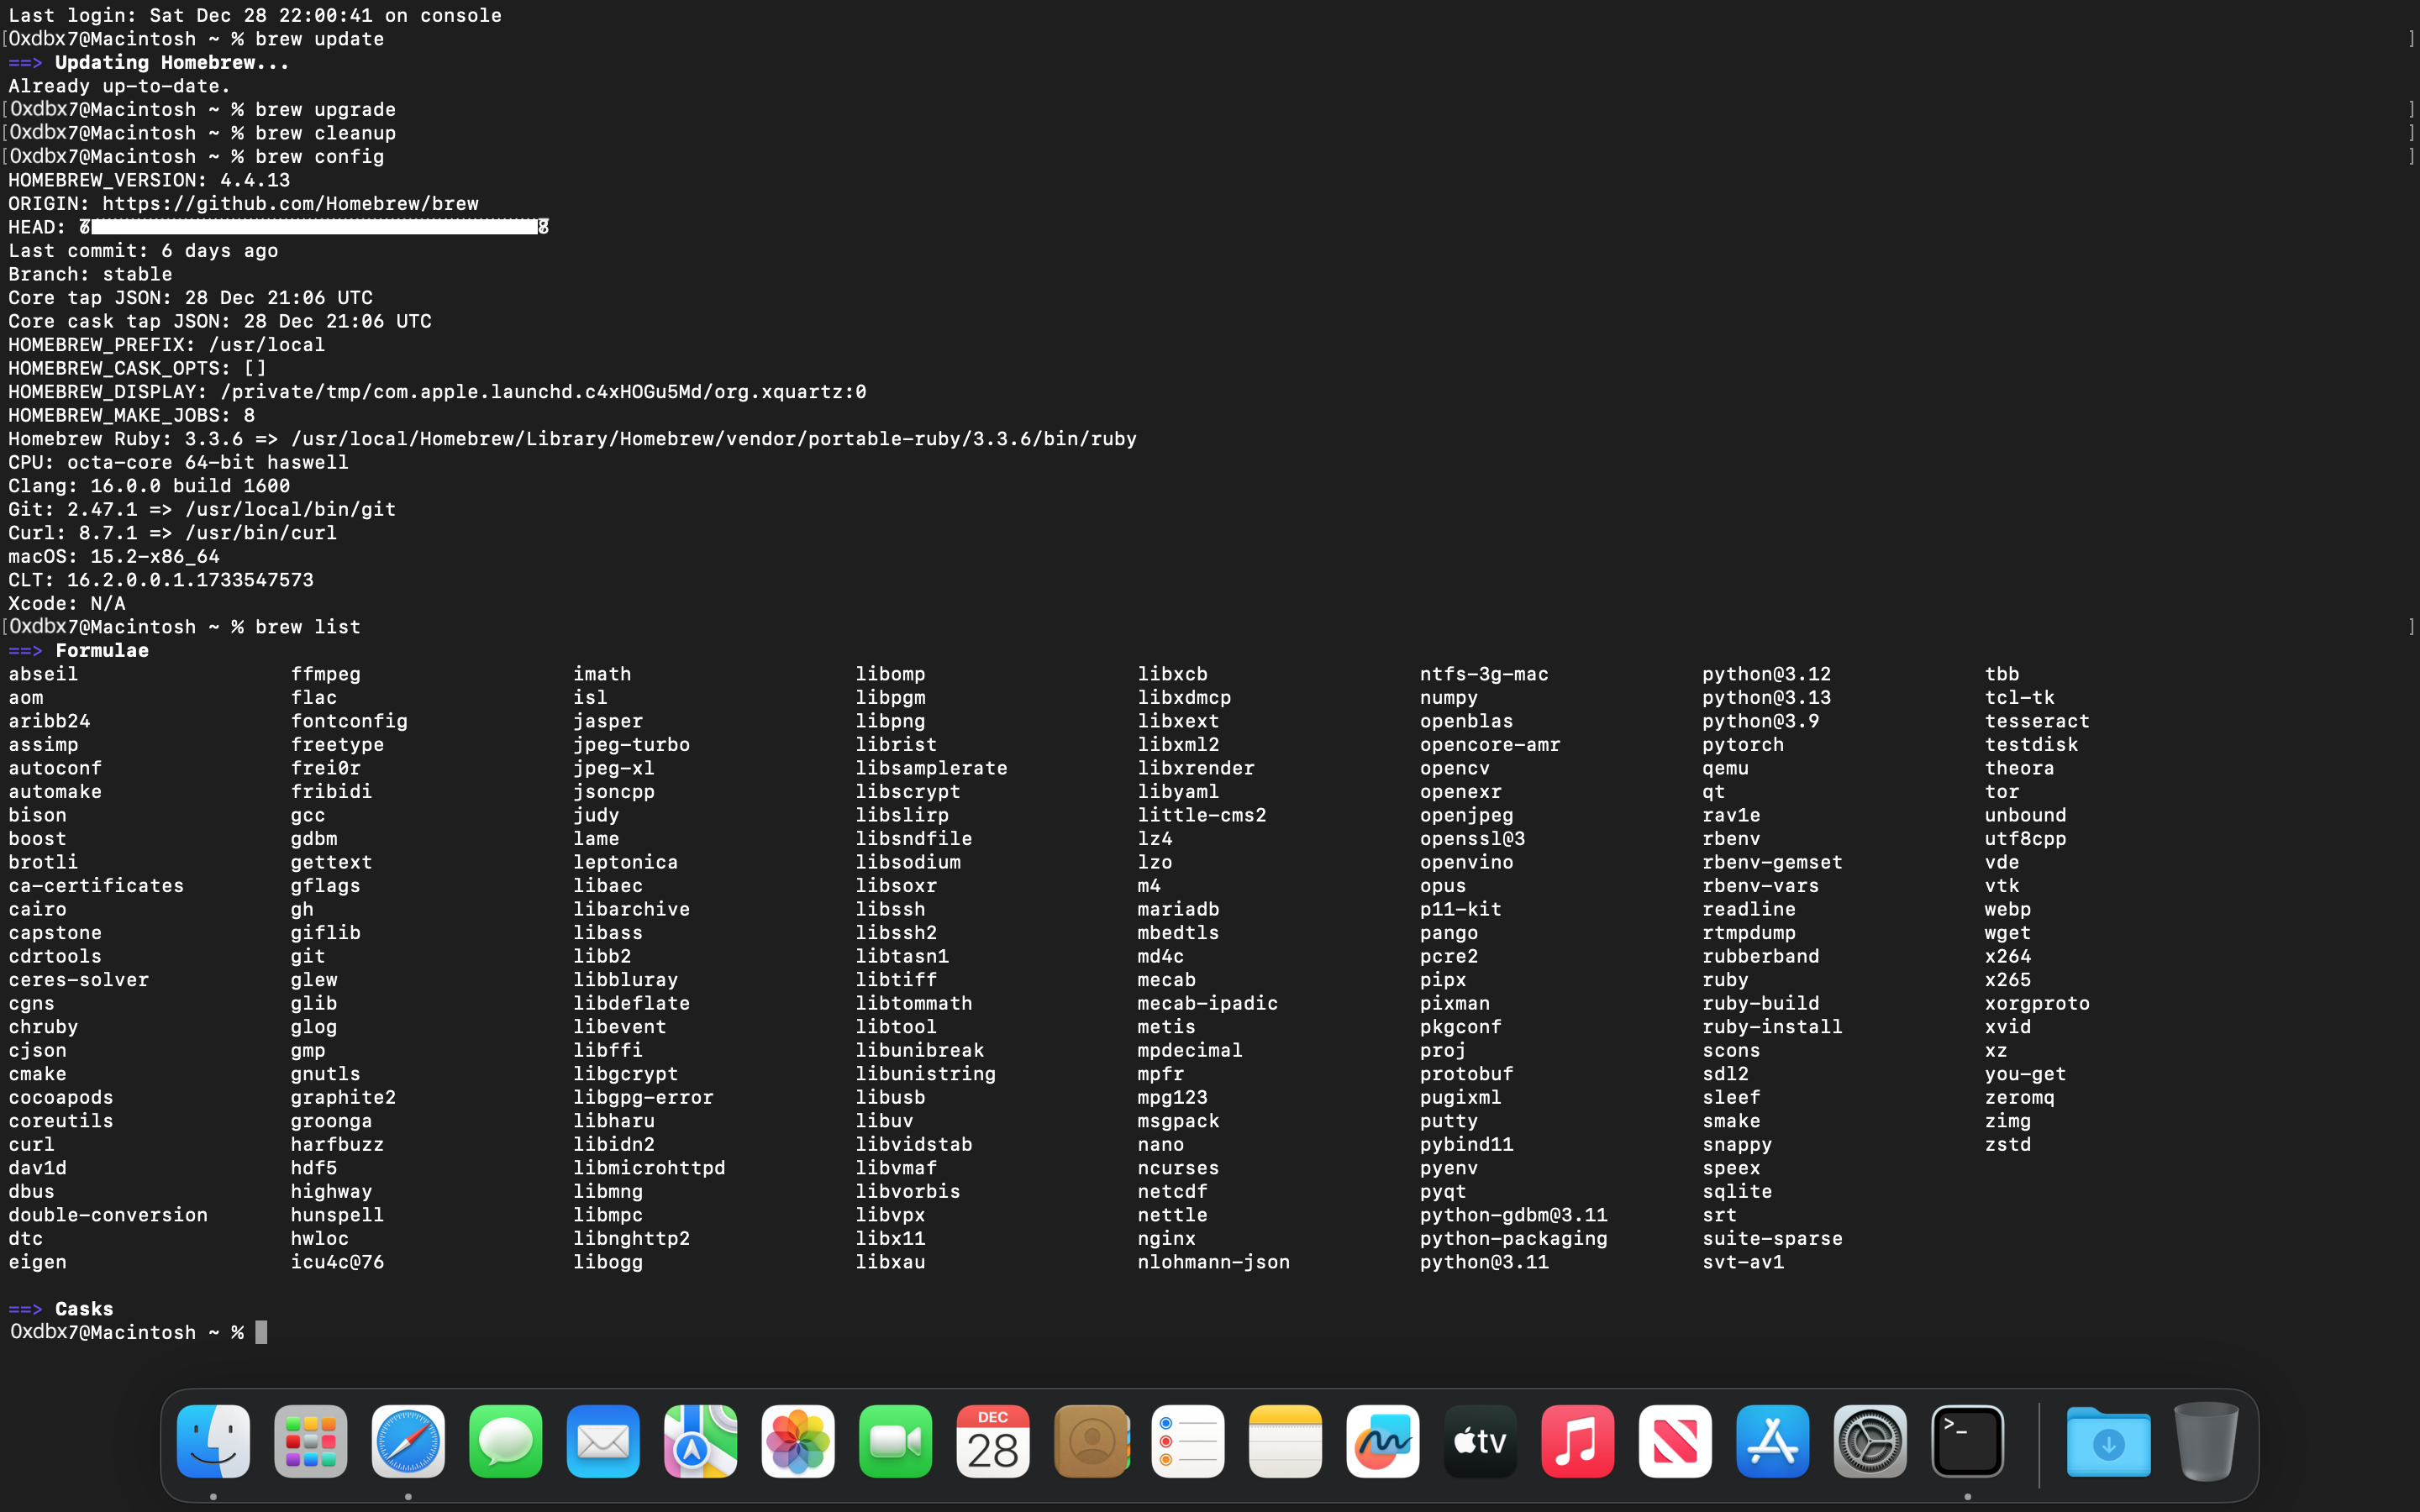 Last login: Sat Dec 28 22:00:41 on console
[0xdbx7@Macintosh ~ % brew update ]
==> Updating Homebrew...
Already up-to-date.
[0xdbx7@Macintosh ~ % brew upgrade ]
[0xdbx7@Macintosh ~ % brew cleanup ]
[0xdbx7@Macintosh ~ % brew config ]
HOMEBREW_VERSION: 4.4.13
ORIGIN: https://github.com/Homebrew/brew
HEAD:
Last commit: 6 days ago
Branch: stable
Core tap JSON: 28 Dec 21:06 UTC
Core cask tap JSON: 28 Dec 21:06 UTC
HOMEBREW_PREFIX: /usr/local
HOMEBREW_CASK_OPTS: []
HOMEBREW_DISPLAY: /private/tmp/com.apple.launchd.c4xHOGu5Md/org.xquartz:0
HOMEBREW_MAKE_JOBS: 8
Homebrew Ruby: 3.3.6 => /usr/local/Homebrew/Library/Homebrew/vendor/portable-ruby/3.3.6/bin/ruby
CPU: octa-core 64-bit haswell
Clang: 16.0.0 build 1600
Git: 2.47.1 => /usr/local/bin/git
Curl: 8.7.1 => /usr/bin/curl
macOS: 15.2-x86_64
CLT: 16.2.0.0.1.1733547573
Xcode: N/A
[0xdbx7@Macintosh ~ % brew list ]
==> Formulae
abseil ffmpeg imath libomp libxcb ntfs-3g-mac python@3.12 tbb
aom flac isl libpgm libxdmcp numpy python@3.13 tcl-tk
aribb24 fontconfig jasper libpng libxext openblas python@3.9 tesseract
assimp freetype jpeg-turbo librist libxml2 opencore-amr pytorch testdisk
autoconf frei0r jpeg-xl libsamplerate libxrender opencv qemu theora
automake fribidi jsoncpp libscrypt libyaml openexr qt tor
bison gcc judy libslirp little-cms2 openjpeg rav1e unbound
boost gdbm lame libsndfile lz4 openssl@3 rbenv utf8cpp
brotli gettext leptonica libsodium lzo openvino rbenv-gemset vde
ca-certificates gflags libaec libsoxr m4 opus rbenv-vars vtk
cairo gh libarchive libssh mariadb p11-kit readline webp
capstone giflib libass libssh2 mbedtls pango rtmpdump wget
cdrtools git libb2 libtasn1 md4c pcre2 rubberband x264
ceres-solver glew libbluray libtiff mecab pipx ruby x265
cgns glib libdeflate libtommath mecab-ipadic pixman ruby-build xorgproto
chruby glog libevent libtool metis pkgconf ruby-install xvid
cjson gmp libffi libunibreak mpdecimal proj scons xz
cmake gnutls libgcrypt libunistring mpfr protobuf sdl2 you-get
cocoapods graphite2 libgpg-error libusb mpg123 pugixml sleef zeromq
coreutils groonga libharu libuv msgpack putty smake zimg
curl harfbuzz libidn2 libvidstab nano pybind11 snappy zstd
dav1d hdf5 libmicrohttpd libvmaf ncurses pyenv speex
dbus highway libmng libvorbis netcdf pyqt sqlite
double-conversion hunspell libmpc libvpx nettle python-gdbm@3.11 srt
dtc hwloc libnghttp2 libx11 nginx python-packaging suite-sparse
eigen icu4c@76 libogg libxau nlohmann-json python@3.11 svt-av1
==> Casks
0xdbx7@Macintosh ~ %
DEC
28
tv
>_